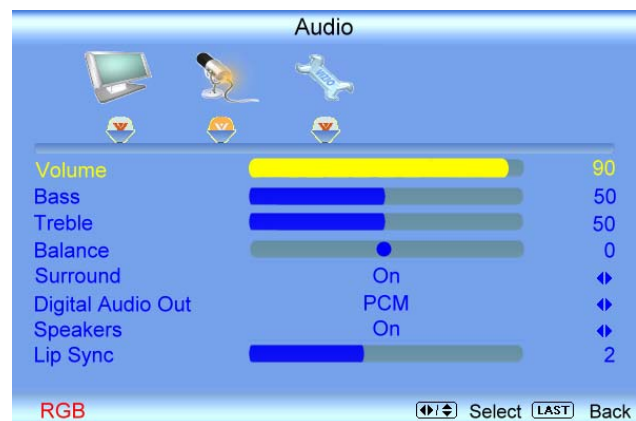 Audio
Volume 90
Bass 50
Treble 50
Balance 0
Surround On
Digital Audio Out PCM
Speakers On
Lip Sync 2
RGB Select LAST Back